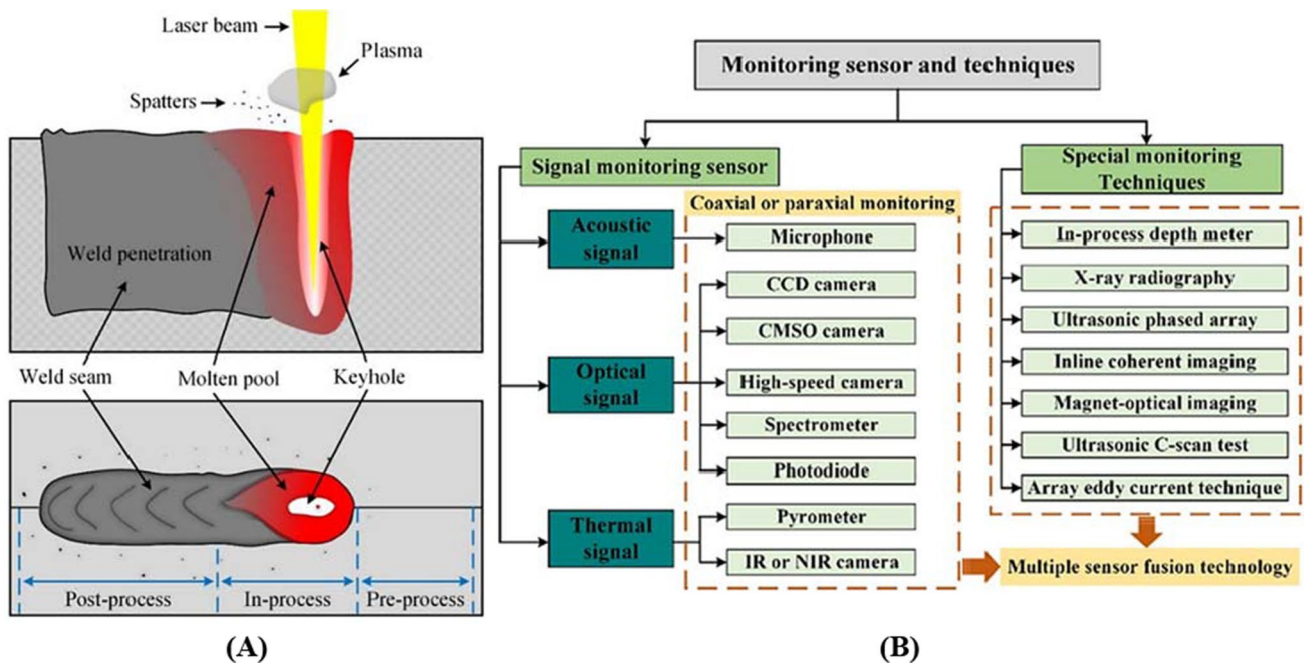 Laser beam
Plasma
Spatters
Weld penetration
Weld seam
Molten pool
Keyhole
Post-process
In-process
Pre-process
(A)
Monitoring sensor and techniques
Signal monitoring sensor
Special monitoring
Techniques
Coaxial or paraxial monitoring
Acoustic
signal
Microphone
CCD camera
CMSO camera
Optical
signal
High-speed camera
Spectrometer
Photodiode
Thermal
signal
Pyrometer
IR or NIR camera
In-process depth meter
X-ray radiography
Ultrasonic phased array
Inline coherent imaging
Magnet-optical imaging
Ultrasonic C-scan test
Array eddy current technique
Multiple sensor fusion technology
(B)